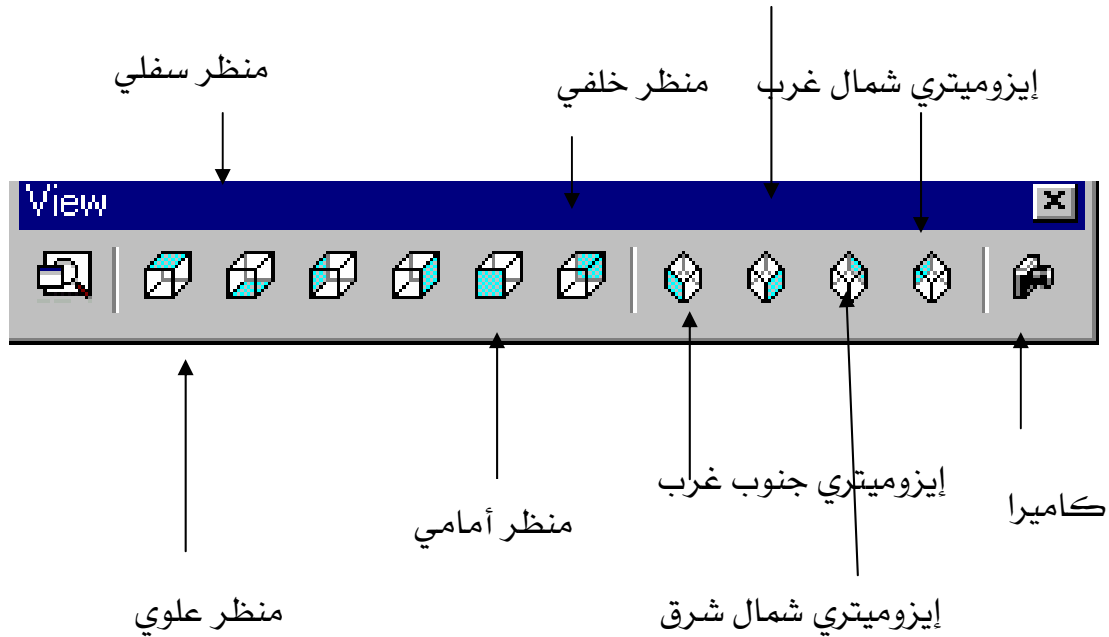 منظر سفلي
منظر خلفي
إيزوميتري شمال غرب
View
إيزوميتري جنوب غرب
كاميرا
منظر أمامي
منظر علوي
إيزوميتري شمال شرق